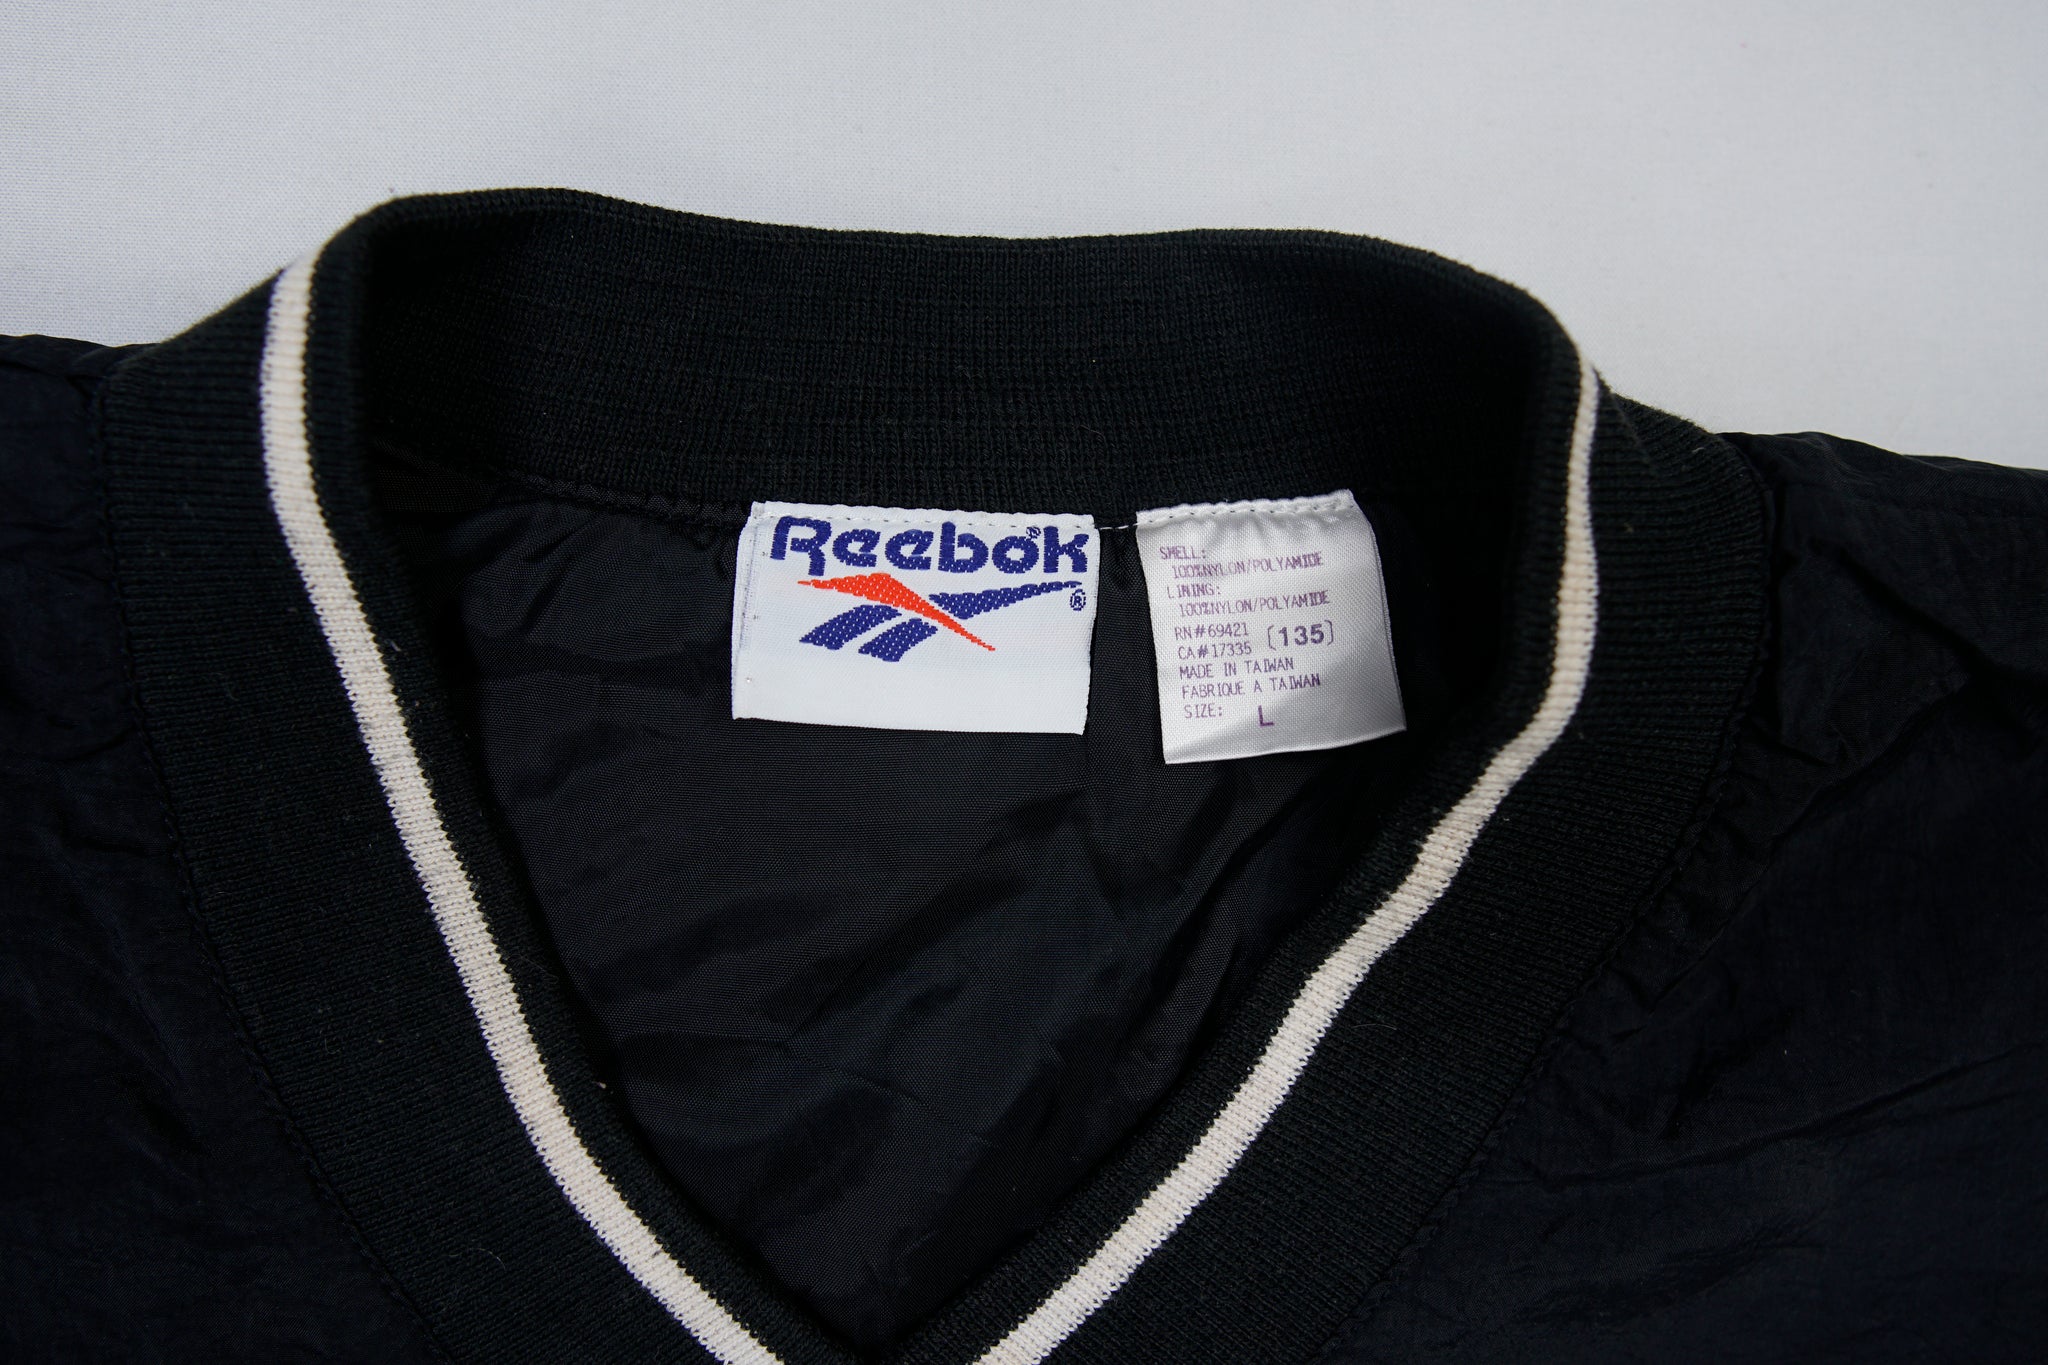 Reebok®
®
SHELL:
100%NYLON/POLYAMIDE
LINING:
100%NYLON/POLYAMIDE
RN#69421 (135)
CA#17335
MADE IN TAIWAN
FABRIQUE A TAIWAN
SIZE: L